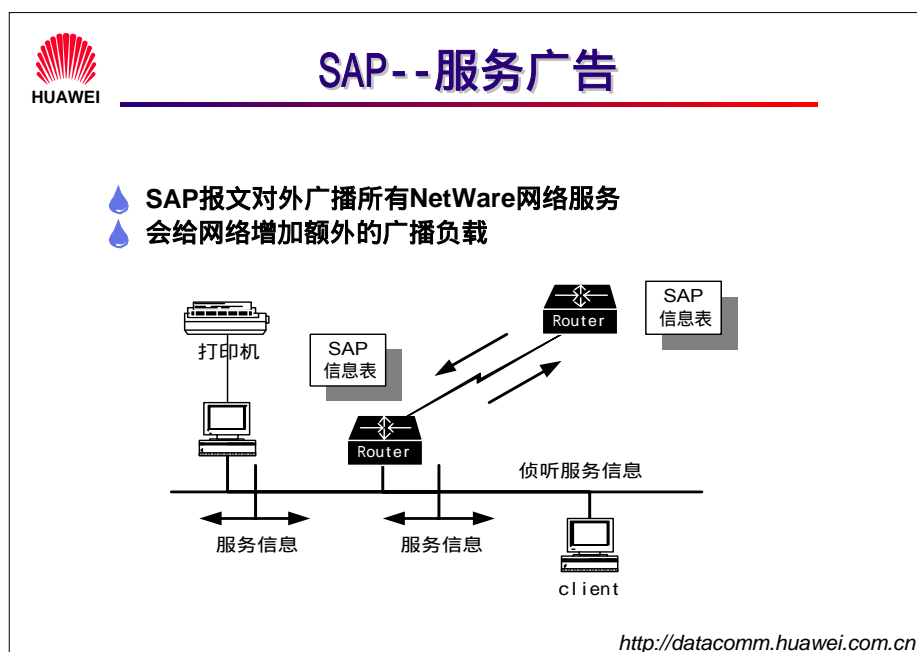 HUAWEI
SAP--服务广告
SAP报文对外广播所有NetWare网络服务
会给网络增加额外的广播负载
打印机
SAP
信息表
Router
SAP
信息表
Router
侦听服务信息
服务信息
服务信息
client
http://datacomm.huawei.com.cn